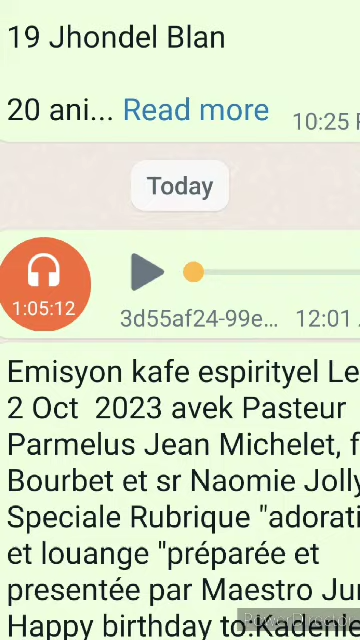 19 Jhondel Blan
20 ani... Read more
10:25
Today
1:05:12
3d55af24-99e... 12:01
Emisyon kafe espirityel Le
2 Oct 2023 avek Pasteur
Parmelus Jean Michelet, f
Bourbet et sr Naomie Jolly
Speciale Rubrique "adorati
et louange "préparée et
presentée par Maestro Ju
Happy birthday to:Kadenie